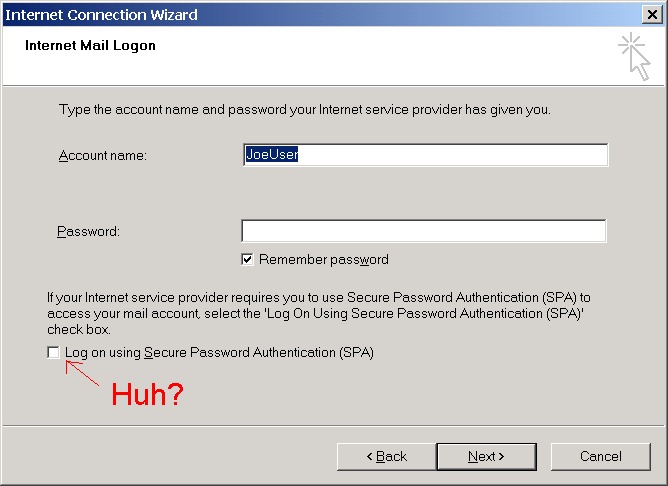 Internet Connection Wizard
Internet Mail Logon
Type the account name and password your Internet service provider has given you.
Account name:
JoeUser
Password:
Remember password
If your Internet service provider requires you to use Secure Password Authentication (SPA) to
access your mail account, select the 'Log On Using Secure Password Authentication (SPA)'
check box.
Log on using Secure Password Authentication (SPA)
Huh?
< Back
Next >
Cancel